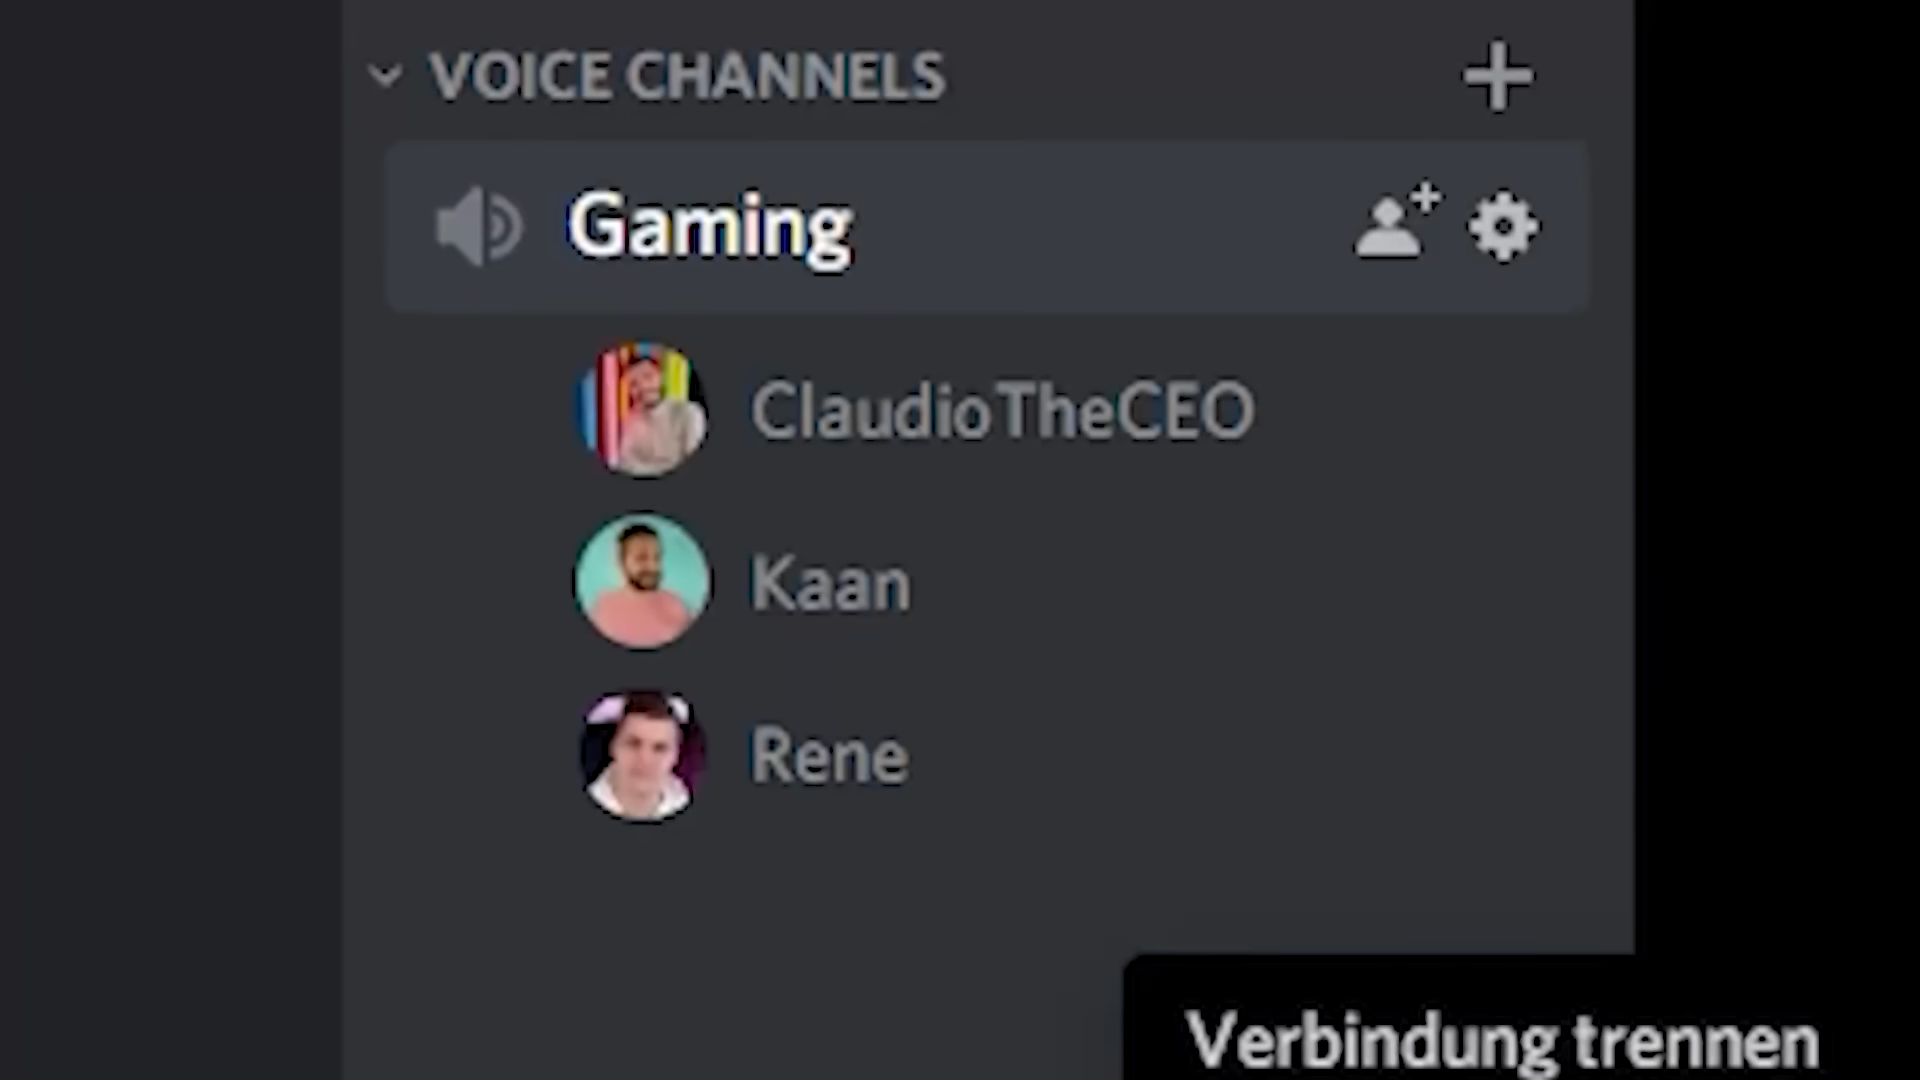 VOICE CHANNELS
Gaming
ClaudioTheCEO
Kaan
Rene
Verbindung trennen